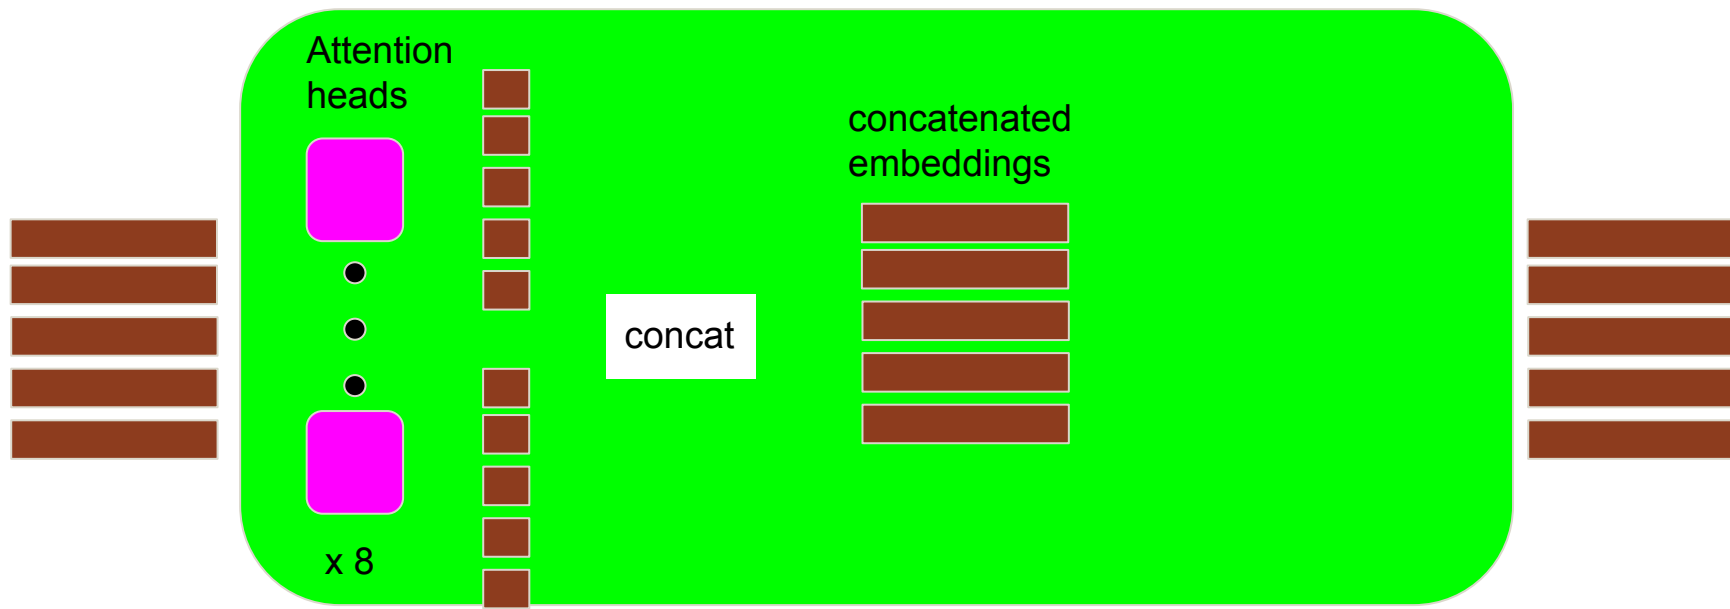 Attention
heads
x 8
concat
concatenated
embeddings